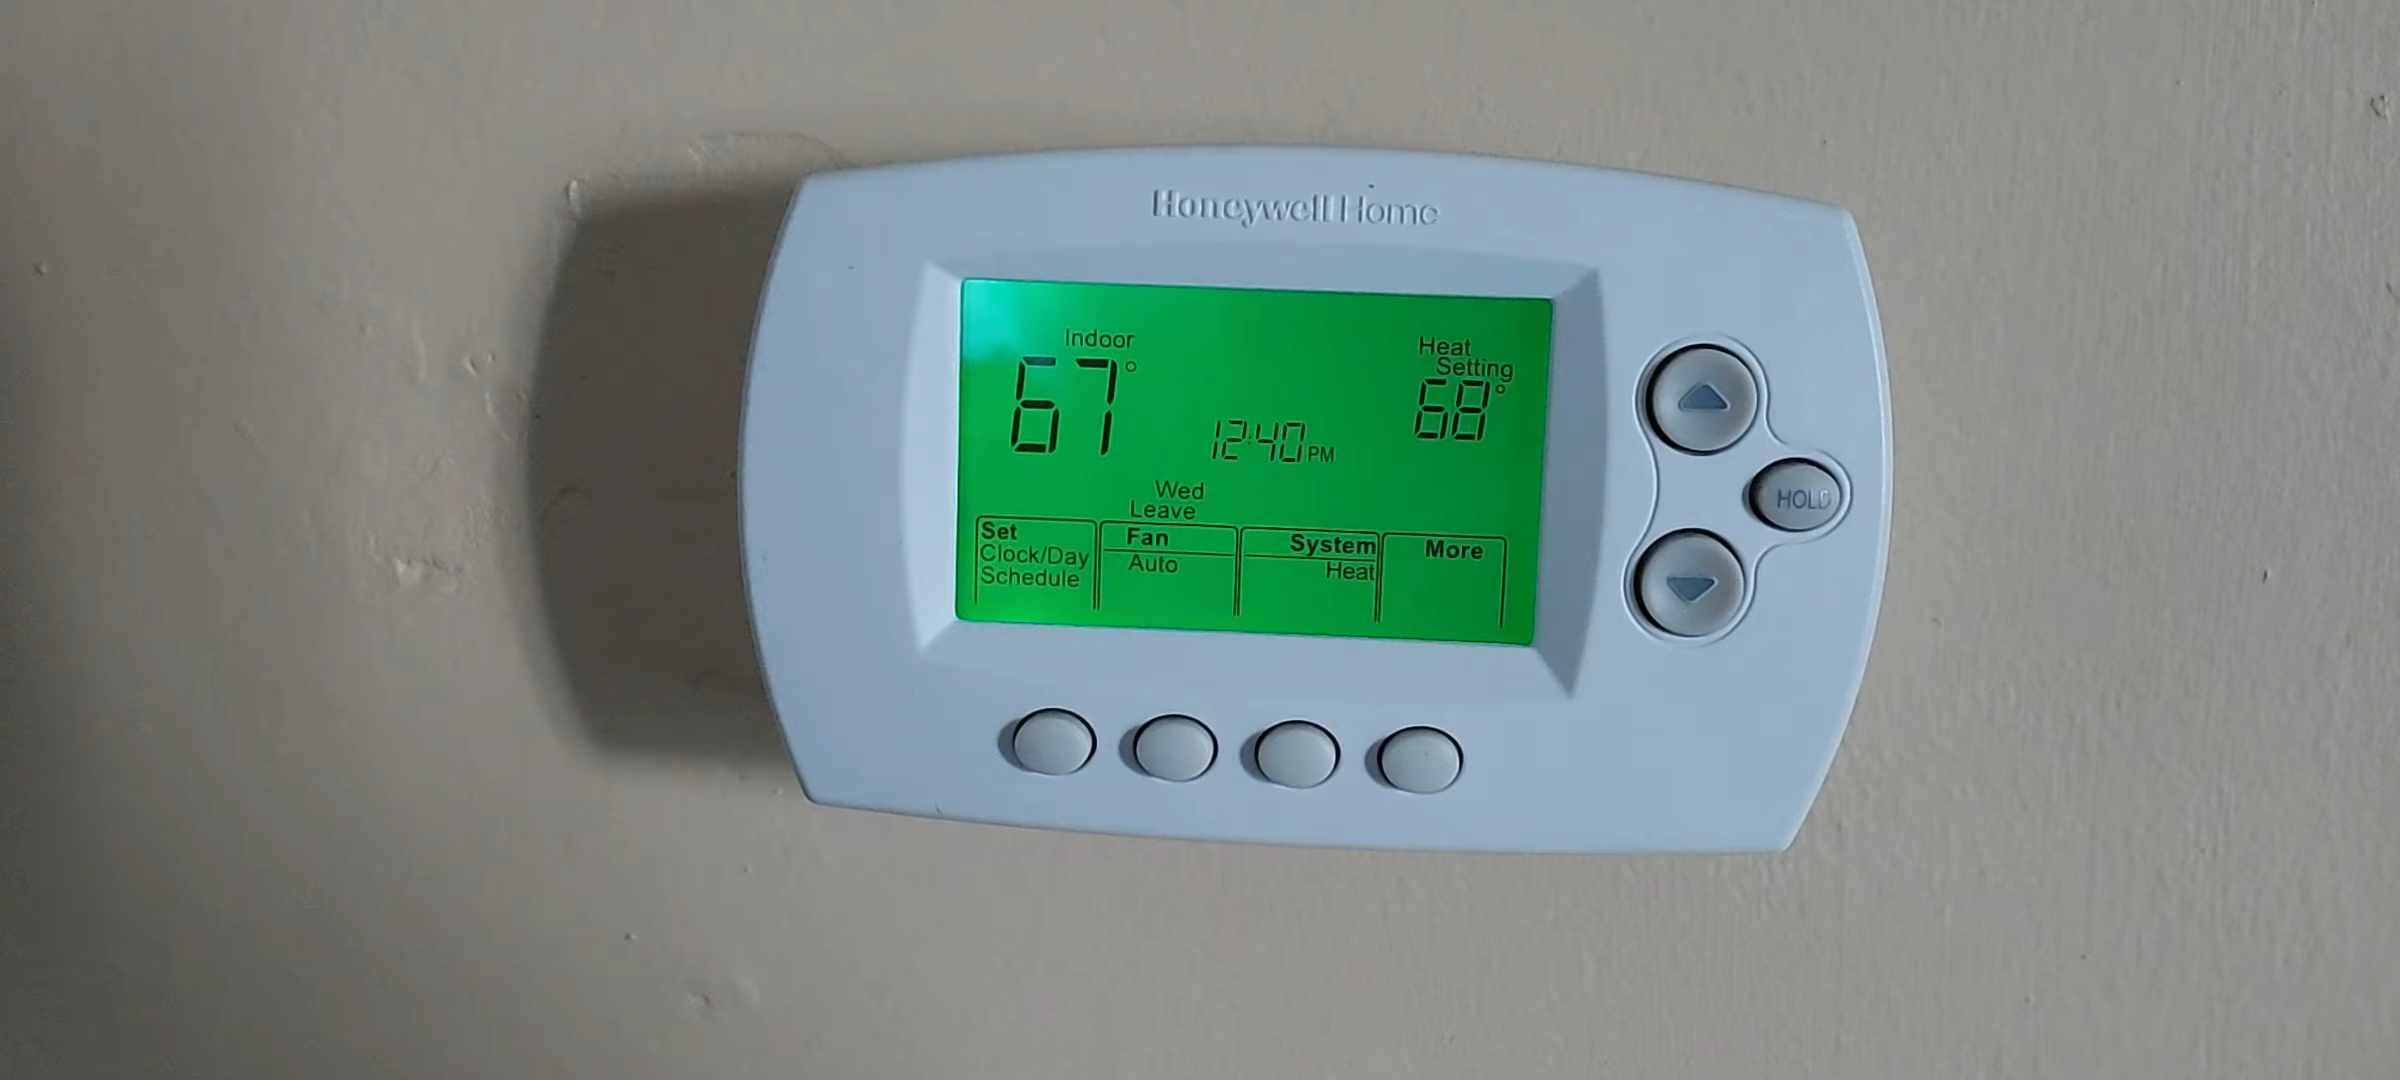 Honeywell Home
Indoor
67°
Heat
Setting
68°
12:40 PM
Wed
Leave
Set
Clock/Day
Schedule
Fan
Auto
System
Heat
More
HOLD